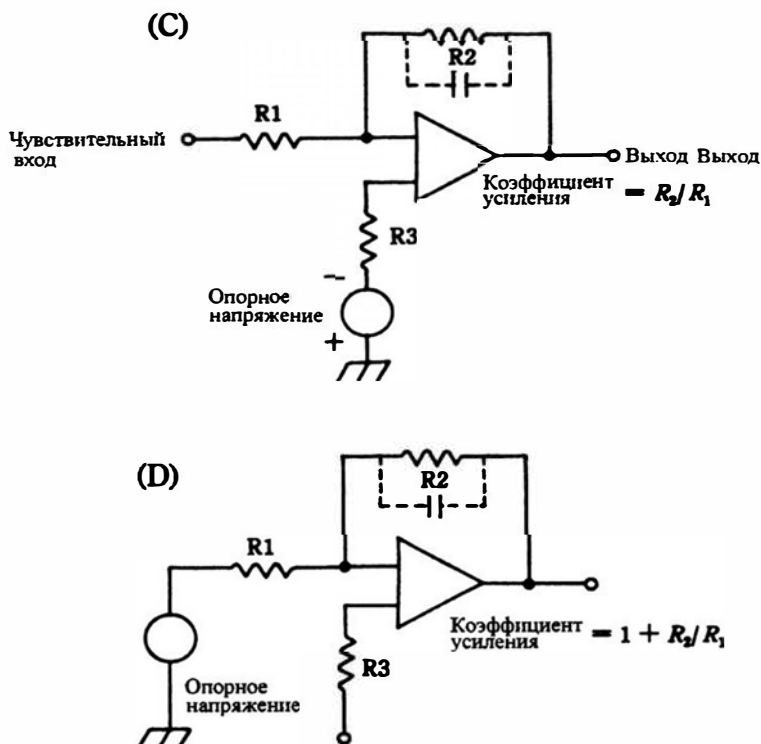 (C)
R2
R1
Чувствительный
вход
Выход Выход
Коэффициент
усиления
= R₂/R₁
R3
−
Опорное
напряжение
+
(D)
R2
R1
Коэффициент
усиления
= 1 + R₂/R₁
R3
Опорное
напряжение